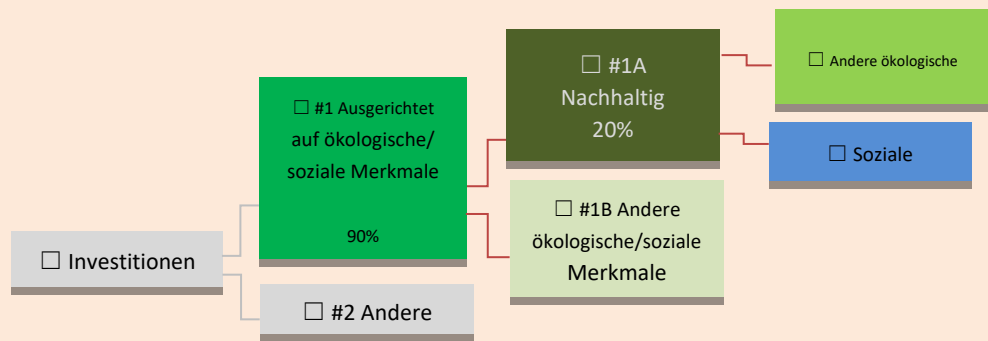 ☐ Investitionen
☐ #1 Ausgerichtet
auf ökologische/
soziale Merkmale
90%
☐ #2 Andere
☐ #1A
Nachhaltig
20%
☐ #1B Andere
ökologische/soziale
Merkmale
☐ Andere ökologische
☐ Soziale